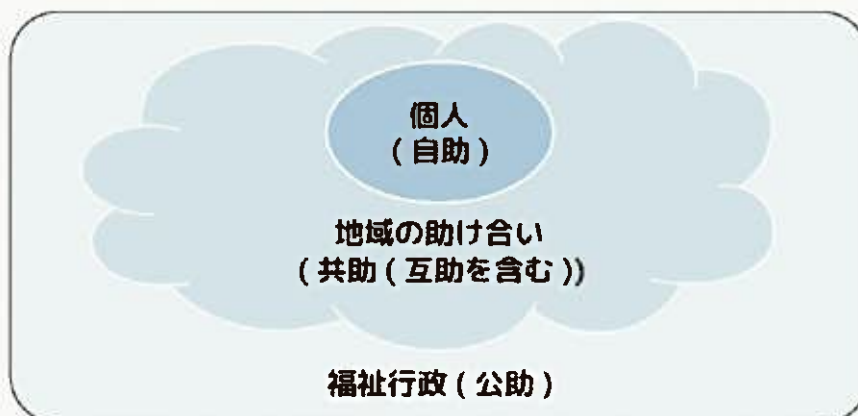 個人
(自助)
地域の助け合い
(共助(互助を含む))
福祉行政(公助)